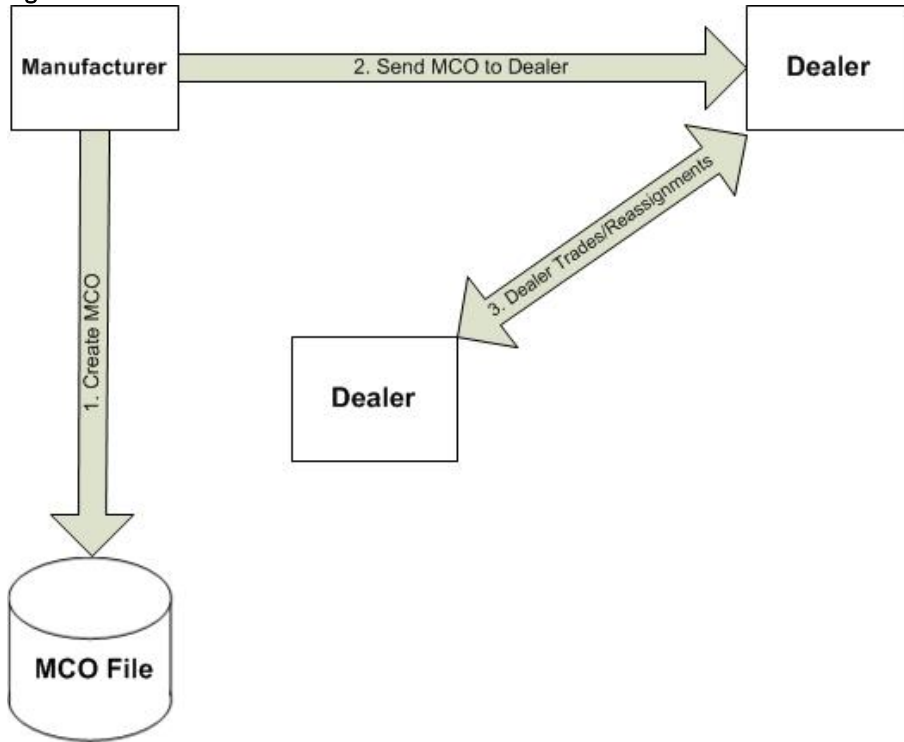 Manufacturer
2. Send MCO to Dealer
Dealer
3. Dealer Trades/Reassignments
1. Create MCO
Dealer
MCO File